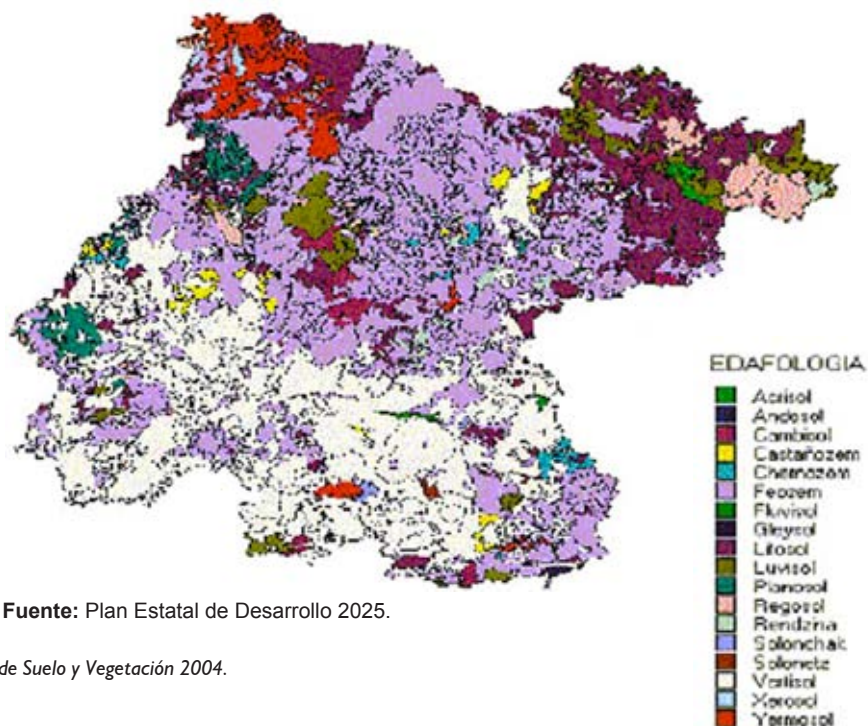 EDAFOLOGIA
Acrisol
Andosol
Cambisol
Castañozem
Chernozem
Feozem
Fluvisol
Gleysol
Litosol
Luvisol
Planosol
Regosol
Rendzina
Solonchak
Solonetz
Vertisol
Xerosol
Yermosol
Fuente: Plan Estatal de Desarrollo 2025.
de Suelo y Vegetación 2004.